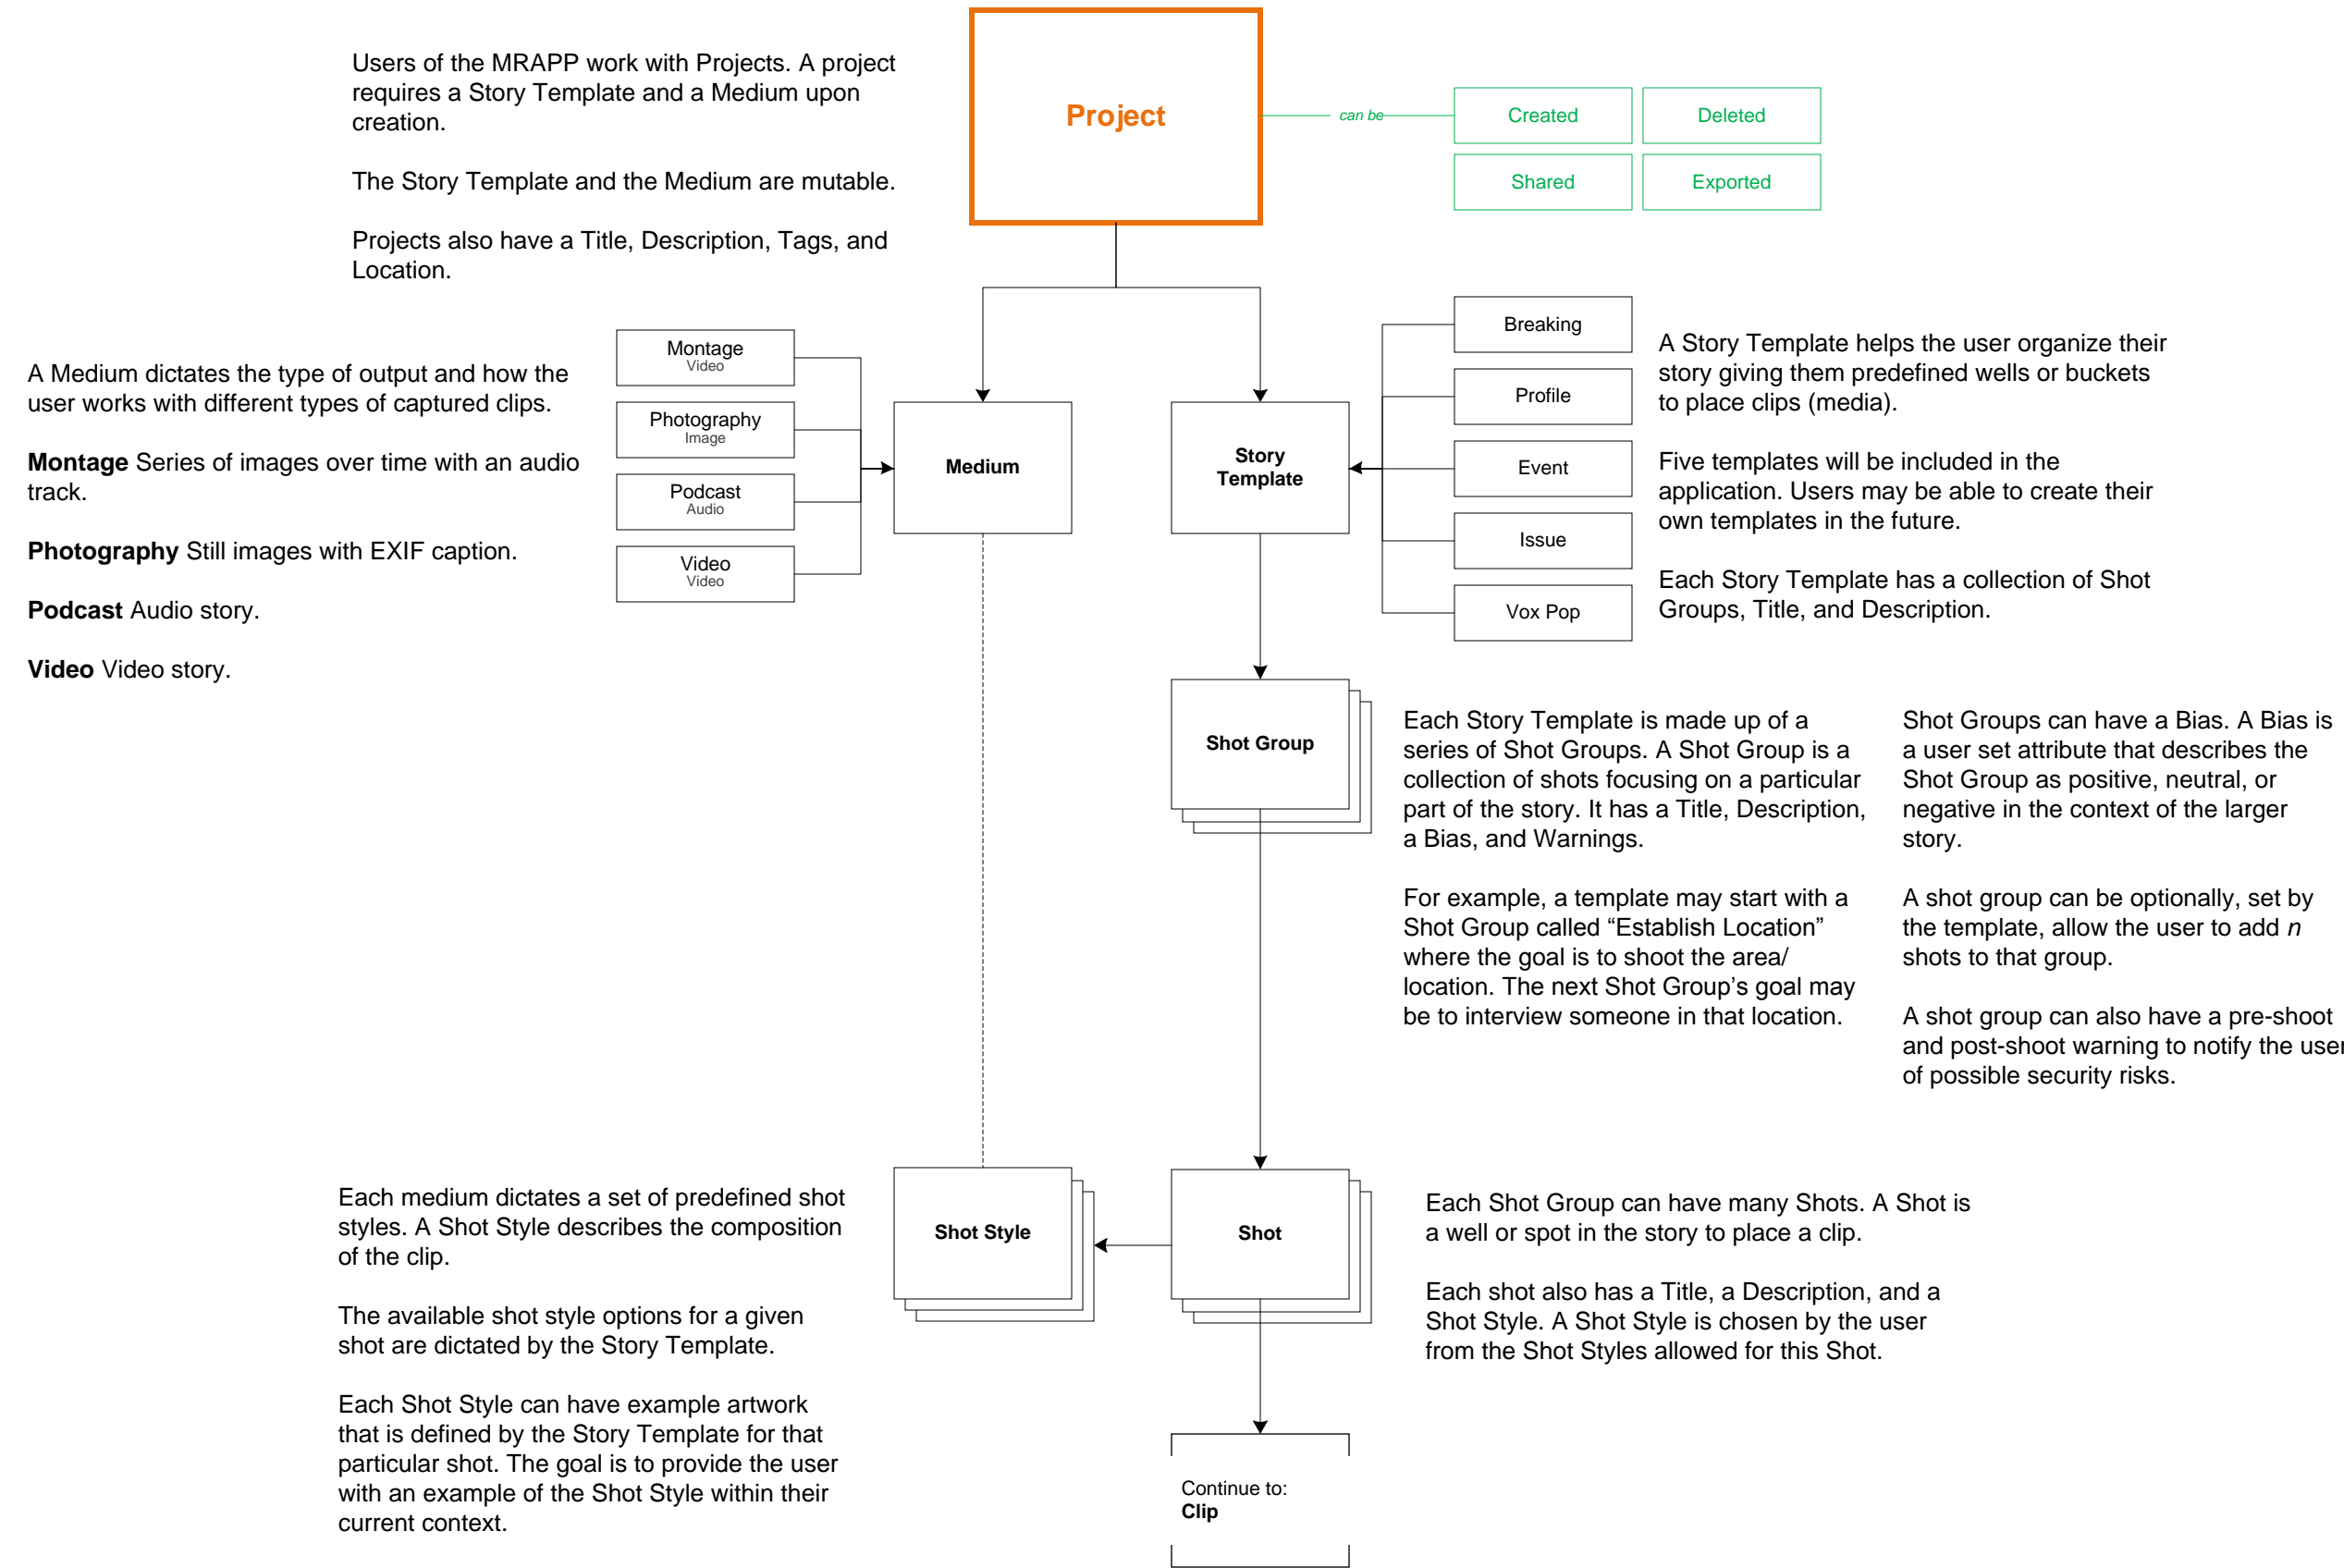 Users of the MRAPP work with Projects. A project
requires a Story Template and a Medium upon
creation.
The Story Template and the Medium are mutable.
Projects also have a Title, Description, Tags, and
Location.
Project
can be
Created
Deleted
Shared
Exported
A Medium dictates the type of output and how the
user works with different types of captured clips.
Montage Series of images over time with an audio
track.
Photography Still images with EXIF caption.
Podcast Audio story.
Video Video story.
Montage
Video
Photography
Image
Podcast
Audio
Video
Video
Medium
Story
Template
Breaking
Profile
Event
Issue
Vox Pop
A Story Template helps the user organize their
story giving them predefined wells or buckets
to place clips (media).
Five templates will be included in the
application. Users may be able to create their
own templates in the future.
Each Story Template has a collection of Shot
Groups, Title, and Description.
Shot Group
Each Story Template is made up of a
series of Shot Groups. A Shot Group is a
collection of shots focusing on a particular
part of the story. It has a Title, Description,
a Bias, and Warnings.
For example, a template may start with a
Shot Group called “Establish Location”
where the goal is to shoot the area/
location. The next Shot Group’s goal may
be to interview someone in that location.
Shot Groups can have a Bias. A Bias is
a user set attribute that describes the
Shot Group as positive, neutral, or
negative in the context of the larger
story.
A shot group can be optionally, set by
the template, allow the user to add n
shots to that group.
A shot group can also have a pre-shoot
and post-shoot warning to notify the user
of possible security risks.
Each medium dictates a set of predefined shot
styles. A Shot Style describes the composition
of the clip.
The available shot style options for a given
shot are dictated by the Story Template.
Each Shot Style can have example artwork
that is defined by the Story Template for that
particular shot. The goal is to provide the user
with an example of the Shot Style within their
current context.
Shot Style
Shot
Each Shot Group can have many Shots. A Shot is
a well or spot in the story to place a clip.
Each shot also has a Title, a Description, and a
Shot Style. A Shot Style is chosen by the user
from the Shot Styles allowed for this Shot.
Continue to:
Clip